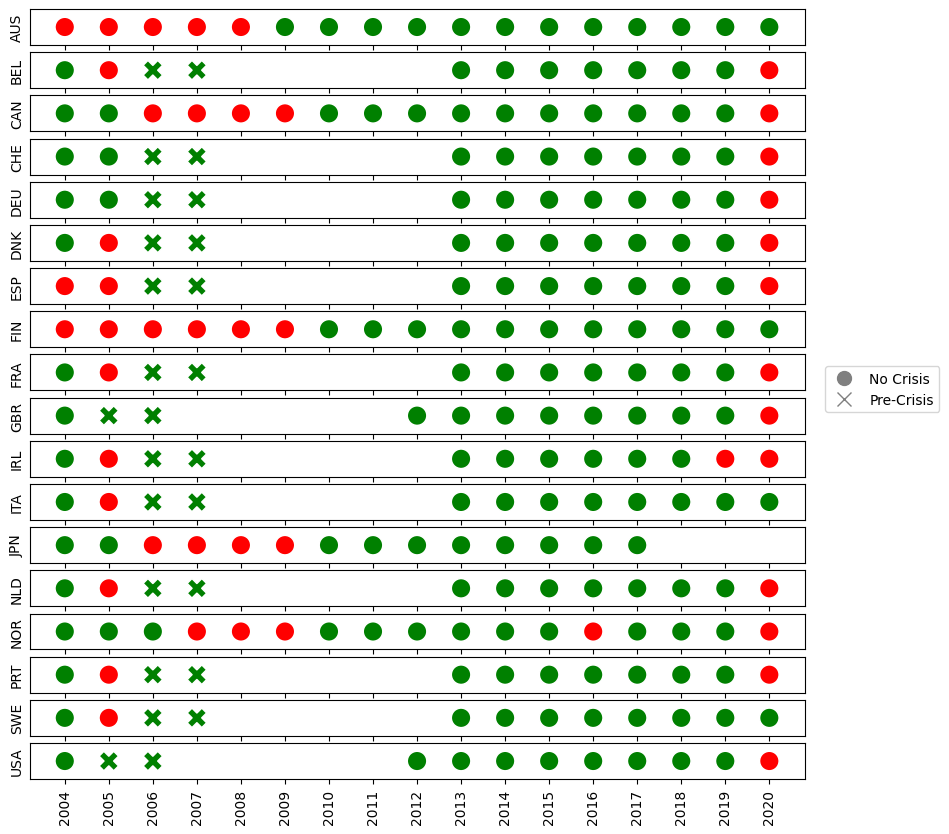 AUS
BEL
CAN
CHE
DEU
DNK
ESP
FIN
FRA
GBR
IRL
ITA
JPN
NLD
NOR
PRT
SWE
USA
2004 2005 2006 2007 2008 2009 2010 2011 2012 2013 2014 2015 2016 2017 2018 2019 2020
No Crisis
Pre-Crisis